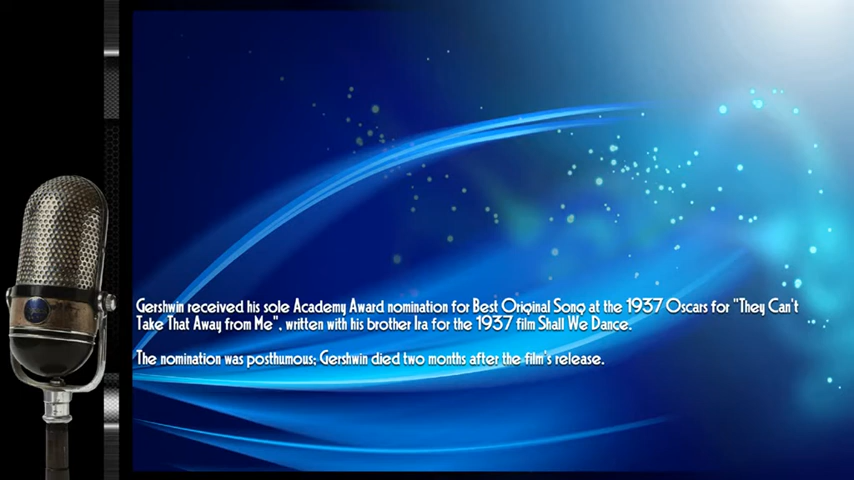 Gershwin received his sole Academy Award nomination for Best Original Song at the 1937 Oscars for "They Can't
Take That Away from Me", written with his brother Ira for the 1937 film Shall We Dance.
The nomination was posthumous; Gershwin died two months after the film's release.